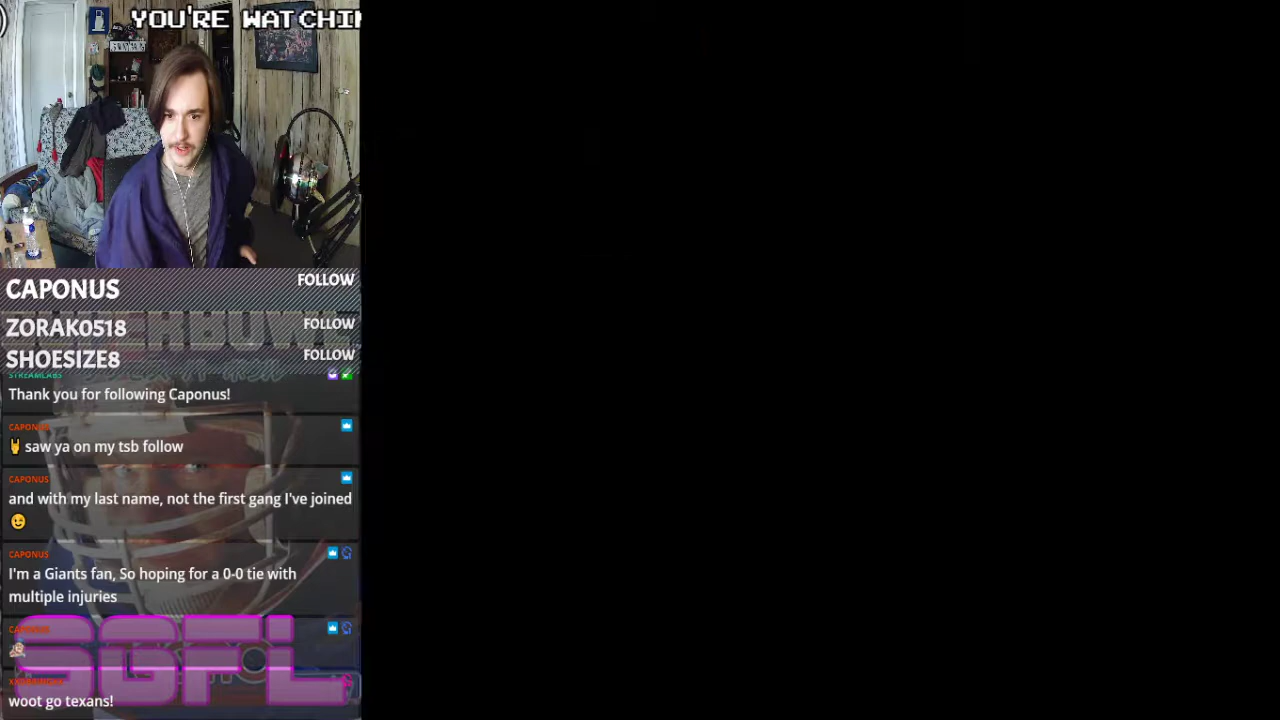 YOU'RE WATCHIN
CAPONUS
FOLLOW
ZORAK0518
FOLLOW
SHOESIZE8
FOLLOW
STREAMLABS
Thank you for following Caponus!
CAPONUS
🤘 saw ya on my tsb follow
CAPONUS
and with my last name, not the first gang I've joined
😉
CAPONUS
I'm a Giants fan, So hoping for a 0-0 tie with
multiple injuries
CAPONUS
SGFL
woot go texans!